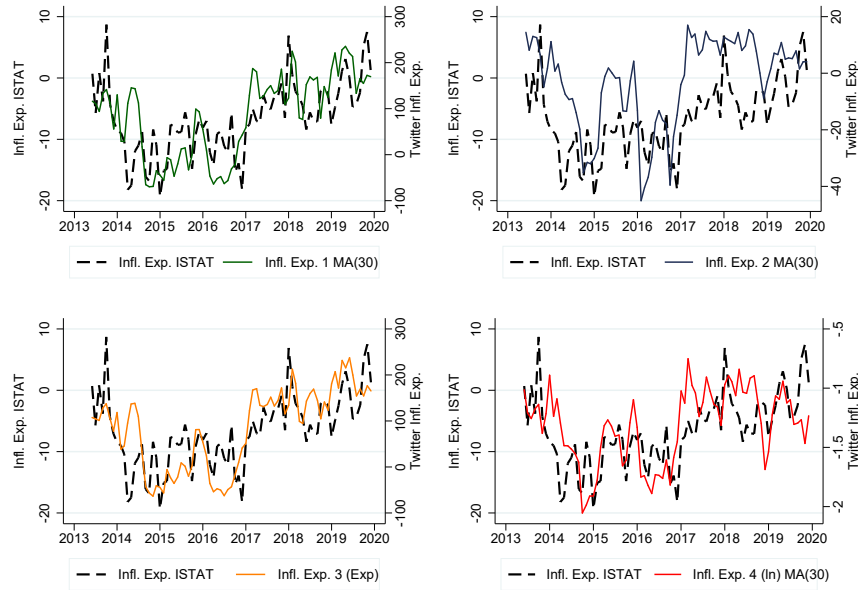 10
0
-10
-20
Infl. Exp. ISTAT
300
200
100
0
-100
Twitter Infl. Exp.
2013 2014 2015 2016 2017 2018 2019 2020
Infl. Exp. ISTAT Infl. Exp. 1 MA(30)
10
0
-10
-20
Infl. Exp. ISTAT
20
0
-20
-40
Twitter Infl. Exp.
2013 2014 2015 2016 2017 2018 2019 2020
Infl. Exp. ISTAT Infl. Exp. 2 MA(30)
10
0
-10
-20
Infl. Exp. ISTAT
300
200
100
0
-100
Twitter Infl. Exp.
2013 2014 2015 2016 2017 2018 2019 2020
Infl. Exp. ISTAT Infl. Exp. 3 (Exp)
10
0
-10
-20
Infl. Exp. ISTAT
-.5
-1
-1.5
-2
Twitter Infl. Exp.
2013 2014 2015 2016 2017 2018 2019 2020
Infl. Exp. ISTAT Infl. Exp. 4 (ln) MA(30)